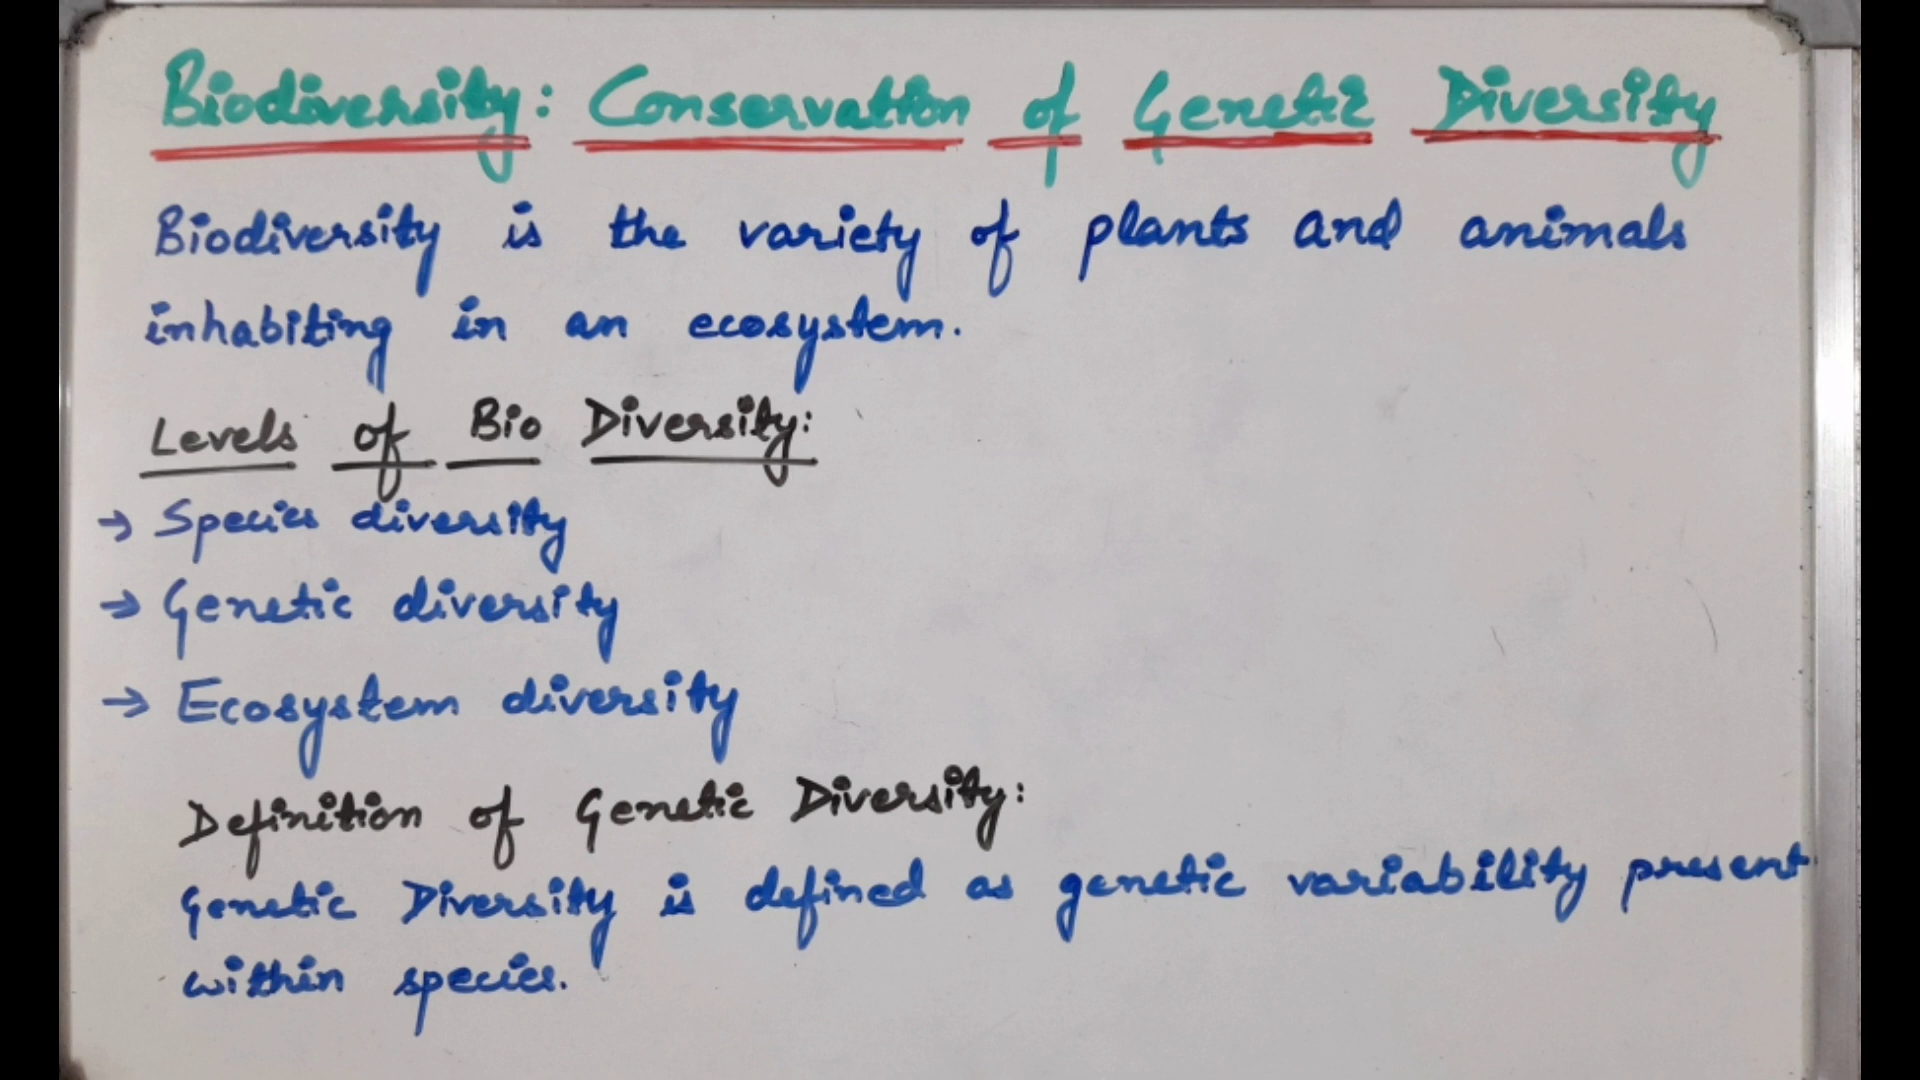 Biodiversity: Conservation of Genetic Diversity
Biodiversity is the variety of plants and animals
inhabiting in an ecosystem.
Levels of Bio Diversity:
→ Species diversity
→ Genetic diversity
→ Ecosystem diversity
Definition of Genetic Diversity:
Genetic Diversity is defined as genetic variability present
within species.